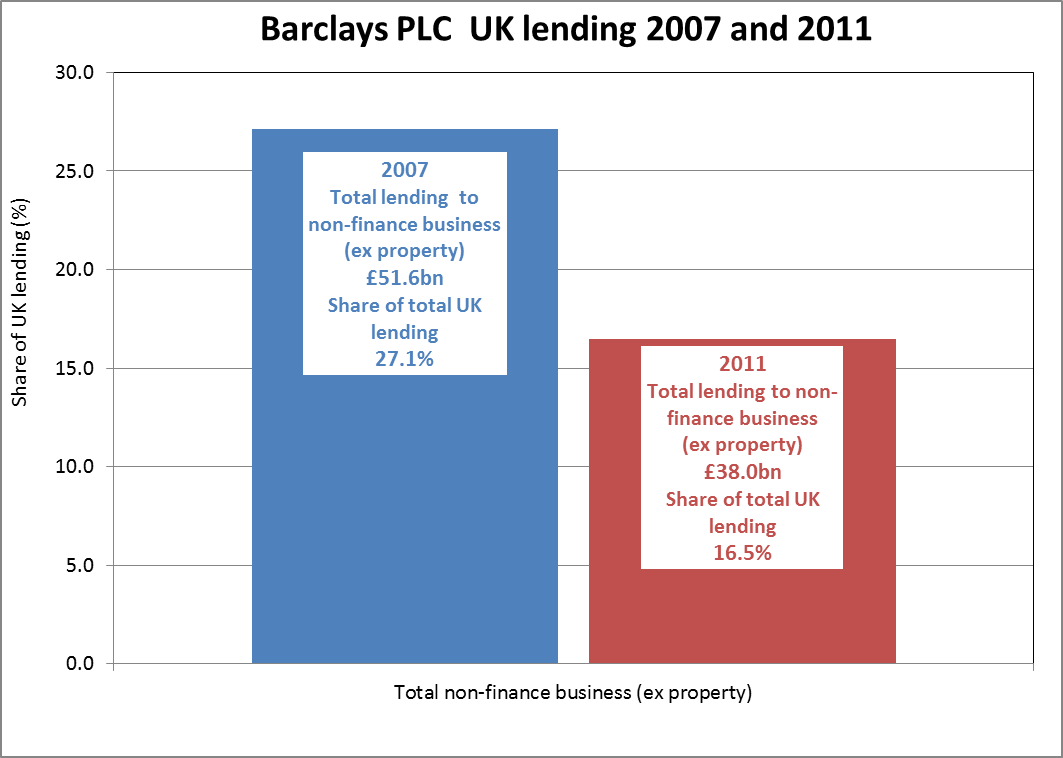 Barclays PLC  UK lending 2007 and 2011
30.0
25.0
20.0
15.0
10.0
5.0
0.0
Share of UK lending (%)
2007
Total lending  to
non-finance business
(ex property)
£51.6bn
Share of total UK
lending
27.1%
2011
Total lending to non-
finance business
(ex property)
£38.0bn
Share of total UK
lending
16.5%
Total non-finance business (ex property)